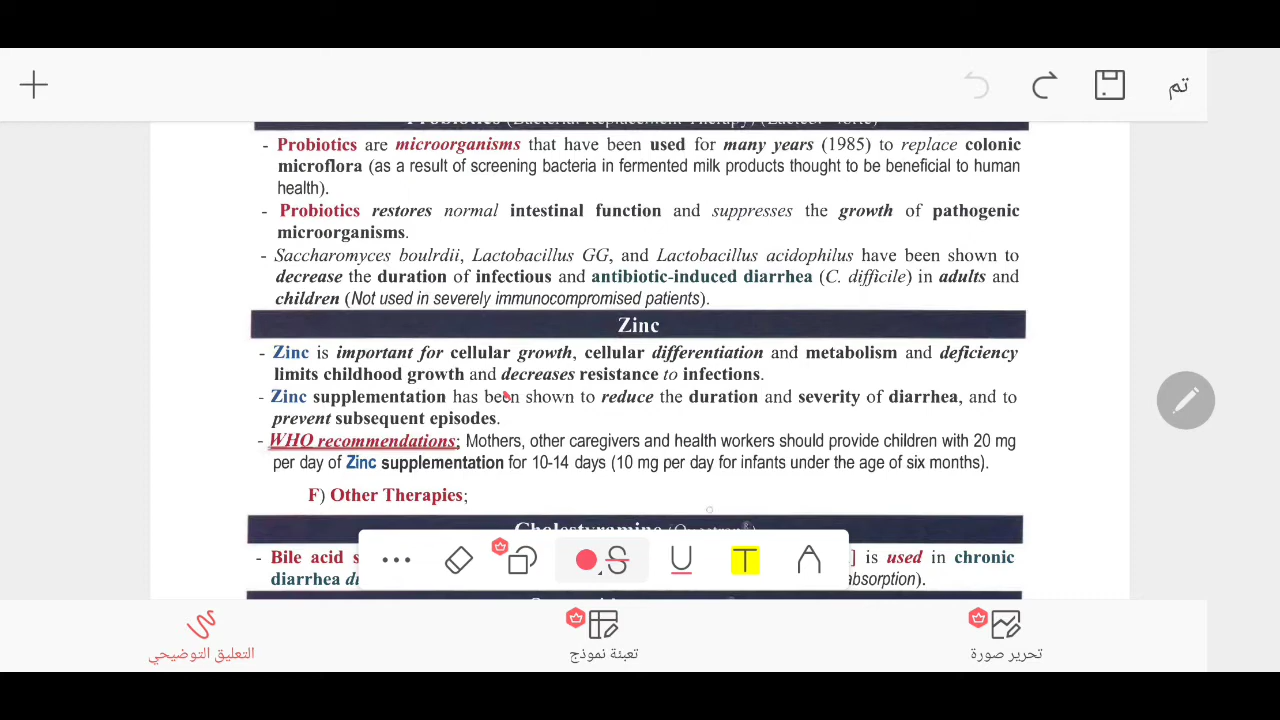 تم
Probiotics (Bacterial Replacement Therapy) (
- Probiotics are microorganisms that have been used for many years (1985) to replace colonic
microflora (as a result of screening bacteria in fermented milk products thought to be beneficial to human
health).
- Probiotics restores normal intestinal function and suppresses the growth of pathogenic
microorganisms.
- Saccharomyces boulrdii, Lactobacillus GG, and Lactobacillus acidophilus have been shown to
decrease the duration of infectious and antibiotic-induced diarrhea (C. difficile) in adults and
children (Not used in severely immunocompromised patients).
Zinc
- Zinc is important for cellular growth, cellular differentiation and metabolism and deficiency
limits childhood growth and decreases resistance to infections.
- Zinc supplementation has been shown to reduce the duration and severity of diarrhea, and to
prevent subsequent episodes.
- WHO recommendations; Mothers, other caregivers and health workers should provide children with 20 mg
per day of Zinc supplementation for 10-14 days (10 mg per day for infants under the age of six months).
F) Other Therapies;
Cholestyramine (Questran®)
- Bile acid s ] is used in chronic
diarrhea absorption).
S U T
التعليق التوضيحي
تعبئة نموذج
تحرير صورة